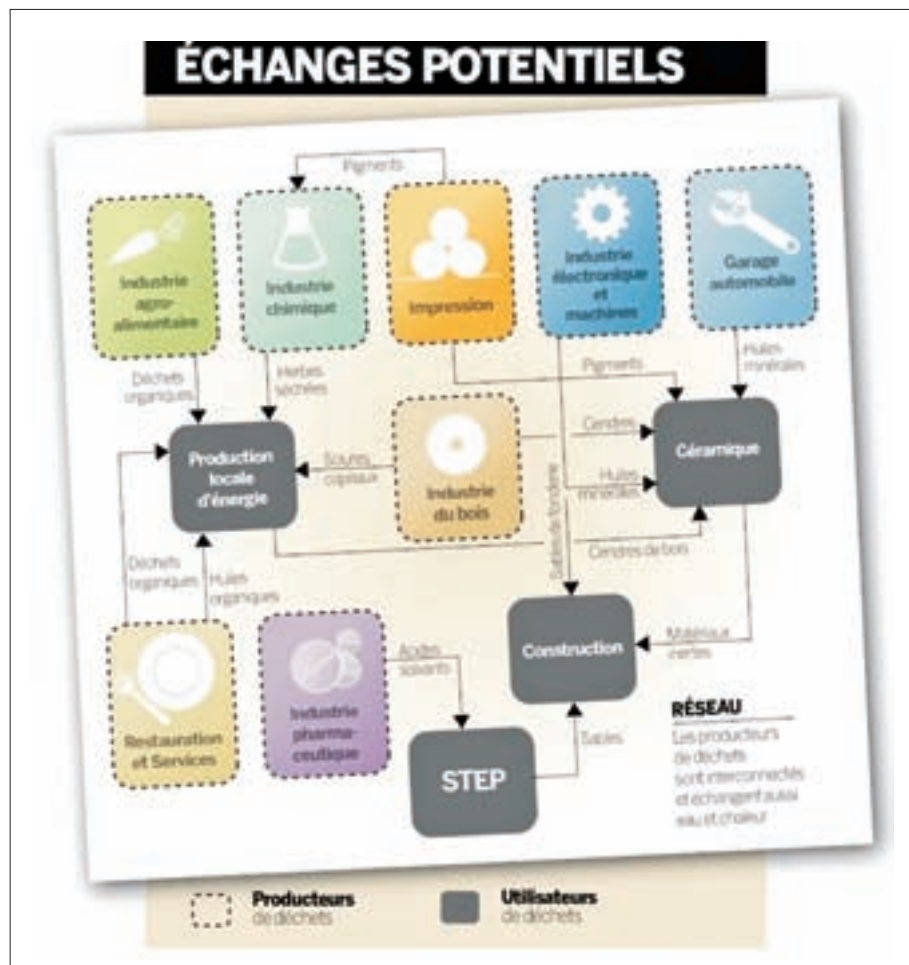 ÉCHANGES POTENTIELS
Pigments
Industrie
agro-
alimentaire
Industrie
chimique
Impression
Industrie
électronique
et
machines
Garage
automobile
Déchets
organiques
Herbes
séchées
Pigments
Huiles
minérales
Production
locale
d'énergie
Sciures
copeaux
Industrie
du bois
Cendres
Céramique
Huiles
minérales
Sables de fonderie
Cendres de bois
Déchets
organiques
Huiles
organiques
Restauration
et Services
Industrie
pharma-
ceutique
Acides
solvants
Construction
Matériaux
inertes
STEP
Sables
RÉSEAU
Les producteurs
de déchets
sont interconnectés
et échangent aussi
eau et chaleur
Producteurs
de déchets
Utilisateurs
de déchets